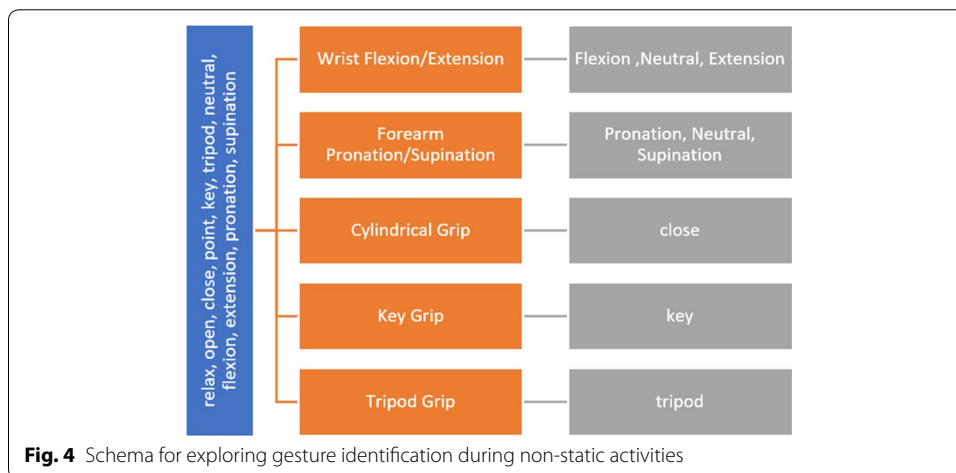 relax, open, close, point, key, tripod, neutral,
flexion, extension, pronation, supination
Wrist Flexion/Extension
Flexion ,Neutral, Extension
Forearm
Pronation/Supination
Pronation, Neutral,
Supination
Cylindrical Grip
close
Key Grip
key
Tripod Grip
tripod
Fig. 4 Schema for exploring gesture identification during non-static activities